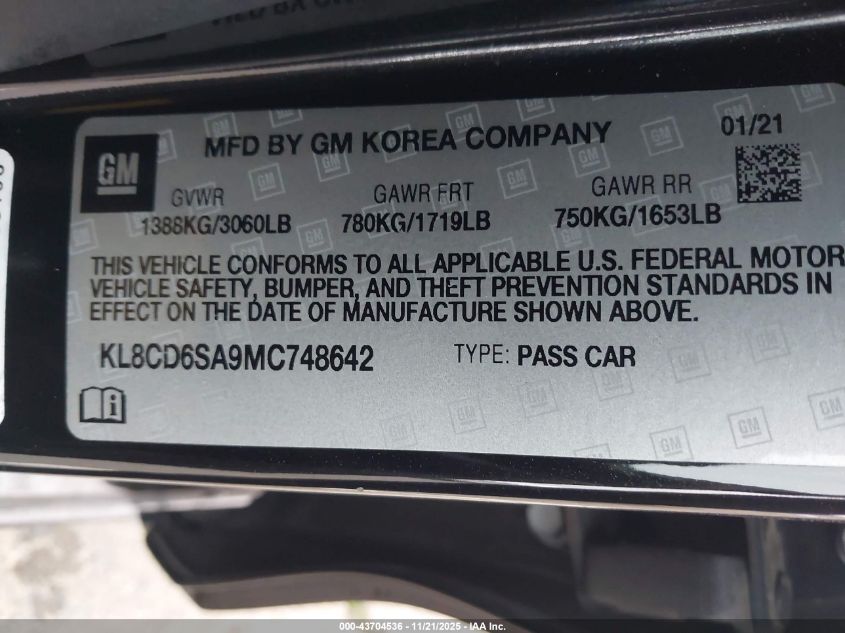 MFD BY GM KOREA COMPANY
01/21
GM
GVWR
GAWR FRT
GAWR RR
1388KG/3060LB
780KG/1719LB
750KG/1653LB
THIS VEHICLE CONFORMS TO ALL APPLICABLE U.S. FEDERAL MOTOR
VEHICLE SAFETY, BUMPER, AND THEFT PREVENTION STANDARDS IN
EFFECT ON THE DATE OF MANUFACTURE SHOWN ABOVE.
KL8CD6SA9MC748642
TYPE: PASS CAR
000-43704536 - 11/21/2025 - IAA Inc.